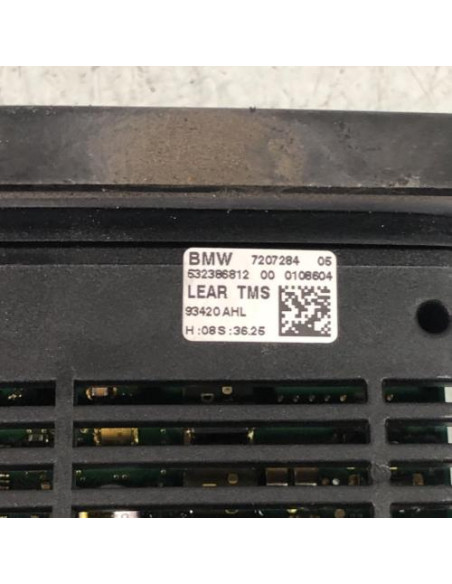 BMW 7207284 05
532386812 00 0108604
LEAR TMS
93420 AHL
H:08 S:36.25